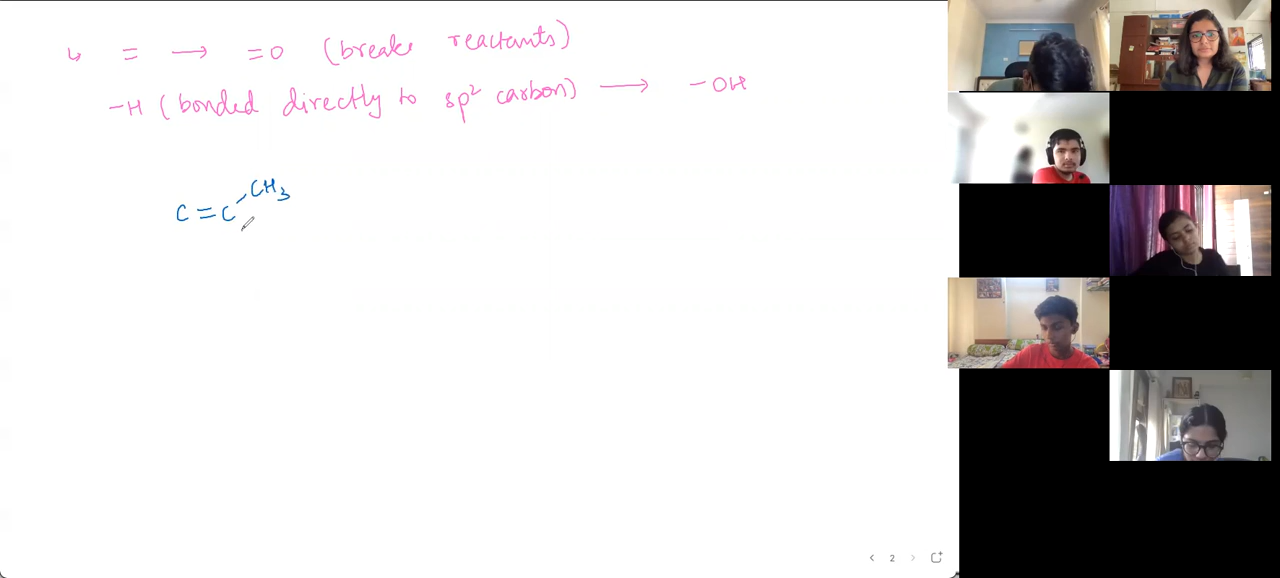 ↳ = → =O (break reactants)
-H (bonded directly to sp² carbon) → -OH
CH₃
C=C
2